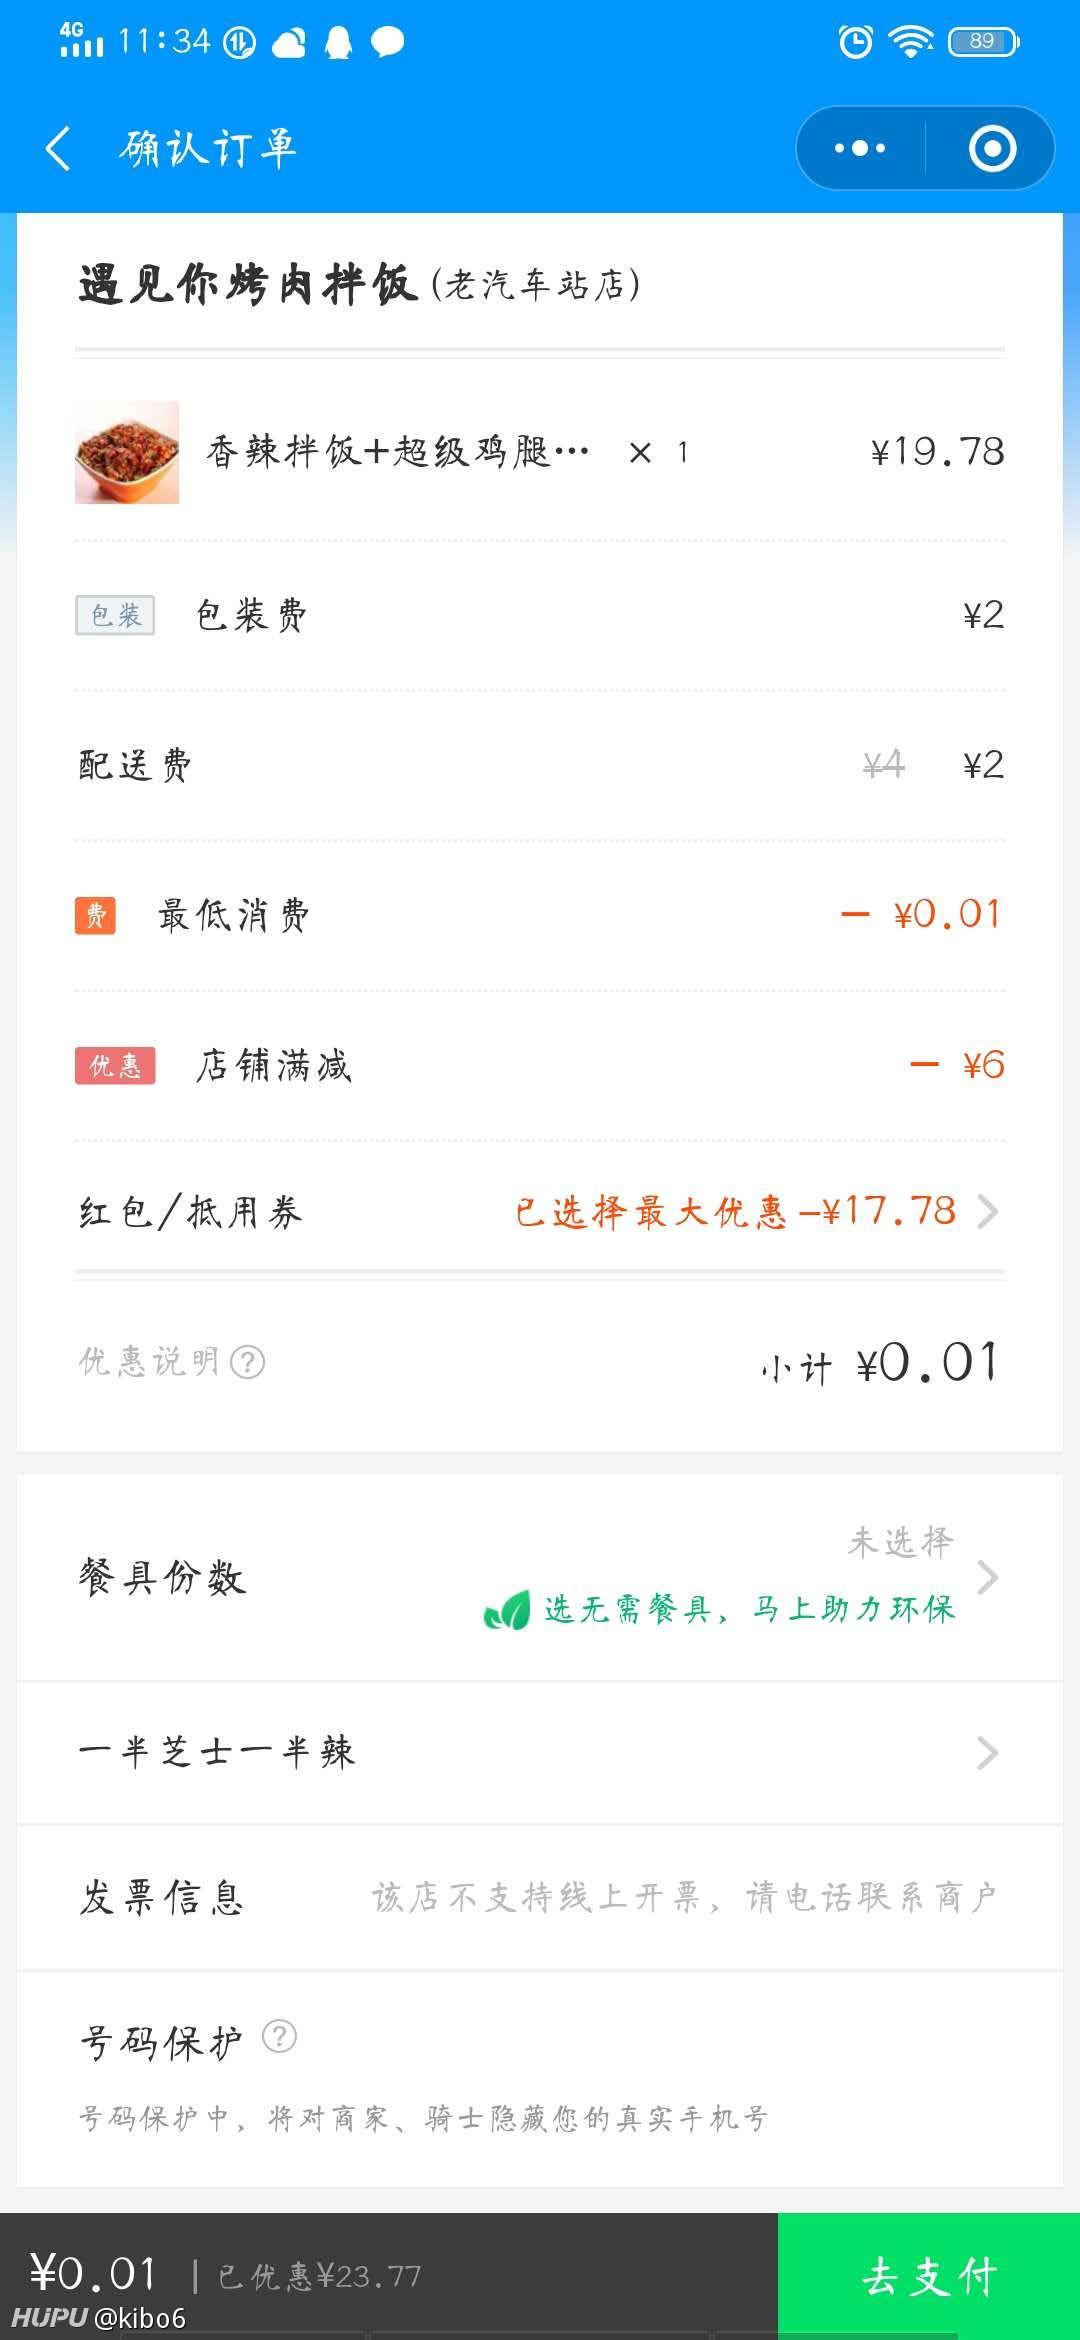 4G 11:34 89
确认订单
遇见你烤肉拌饭(老汽车站店)
香辣拌饭+超级鸡腿… × 1 ¥19.78
包装 包装费 ¥2
配送费 ¥4 ¥2
费 最低消费 – ¥0.01
优惠 店铺满减 – ¥6
红包/抵用券 已选择最大优惠 –¥17.78
优惠说明? 小计 ¥0.01
未选择
餐具份数
选无需餐具，马上助力环保
一半芝士一半辣
发票信息 该店不支持线上开票，请电话联系商户
号码保护 ?
号码保护中，将对商家、骑士隐藏您的真实手机号
¥0.01 | 已优惠¥23.77 去支付
HUPU @kibo6